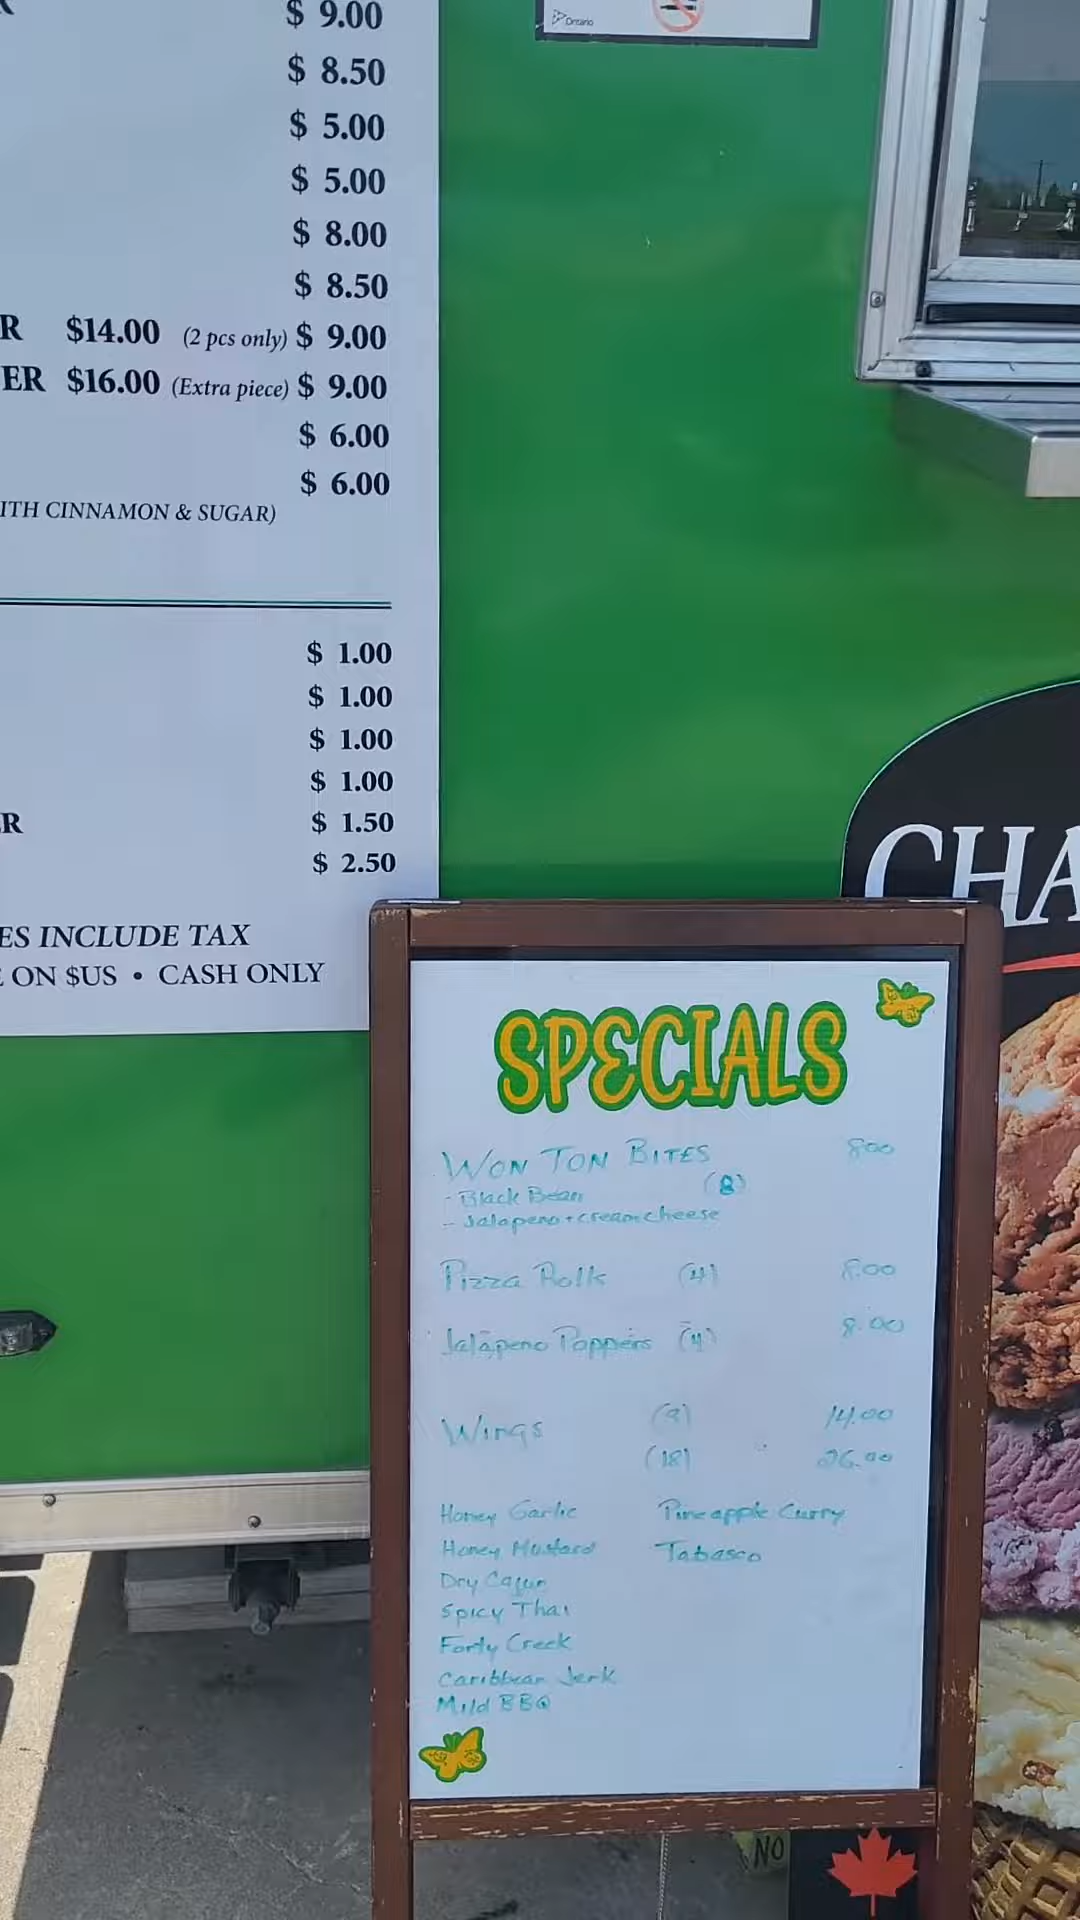 $ 9.00
$ 8.50
$ 5.00
$ 5.00
$ 8.00
$ 8.50
R $14.00 (2 pcs only) $ 9.00
ER $16.00 (Extra piece) $ 9.00
$ 6.00
$ 6.00
ITH CINNAMON & SUGAR)
$ 1.00
$ 1.00
$ 1.00
$ 1.00
R $ 1.50
$ 2.50
ES INCLUDE TAX
E ON $US • CASH ONLY
Ontario
CHA
SPECIALS
WON TON BITES 800
- Black Bean (8)
- Jalapeno + creamcheese
Pizza Rolls (4) 8.00
Jalapeno Poppers (4) 8.00
Wings (9) 14.00
(18) 26.00
Honey Garlic Pineapple Curry
Honey Mustard Tabasco
Dry Cajun
Spicy Thai
Forty Creek
Caribbean Jerk
Mild BBQ
NO